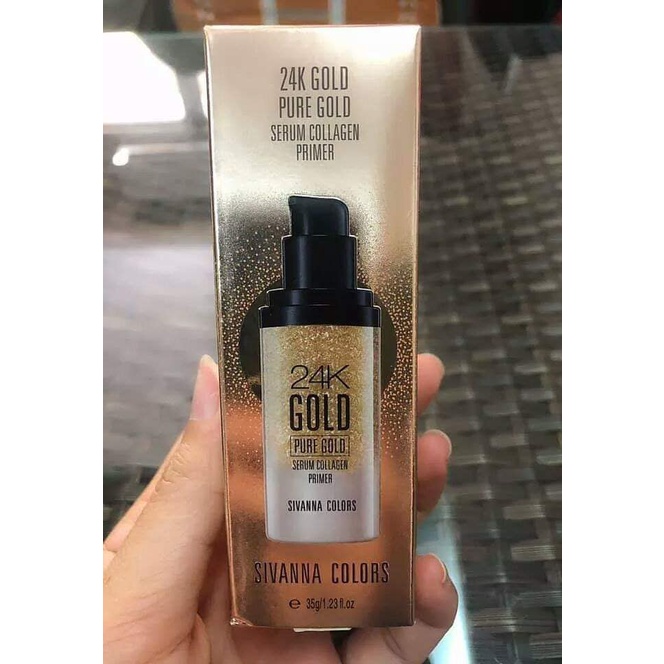 24K GOLD
PURE GOLD
SERUM COLLAGEN
PRIMER
24K
GOLD
PURE GOLD
SERUM COLLAGEN
PRIMER
SIVANNA COLORS
SIVANNA COLORS
e 35g/1.23 fl.oz